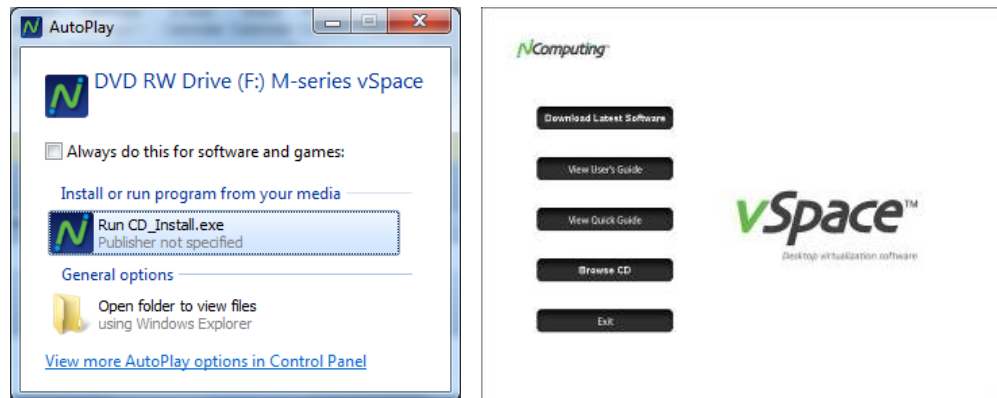 AutoPlay
DVD RW Drive (F:) M-series vSpace
Always do this for software and games:
Install or run program from your media
Run CD_Install.exe
Publisher not specified
General options
Open folder to view files
using Windows Explorer
View more AutoPlay options in Control Panel
NComputing™
Download Latest Software
View User's Guide
View Quick Guide
Browse CD
Exit
vSpace™
Desktop virtualization software